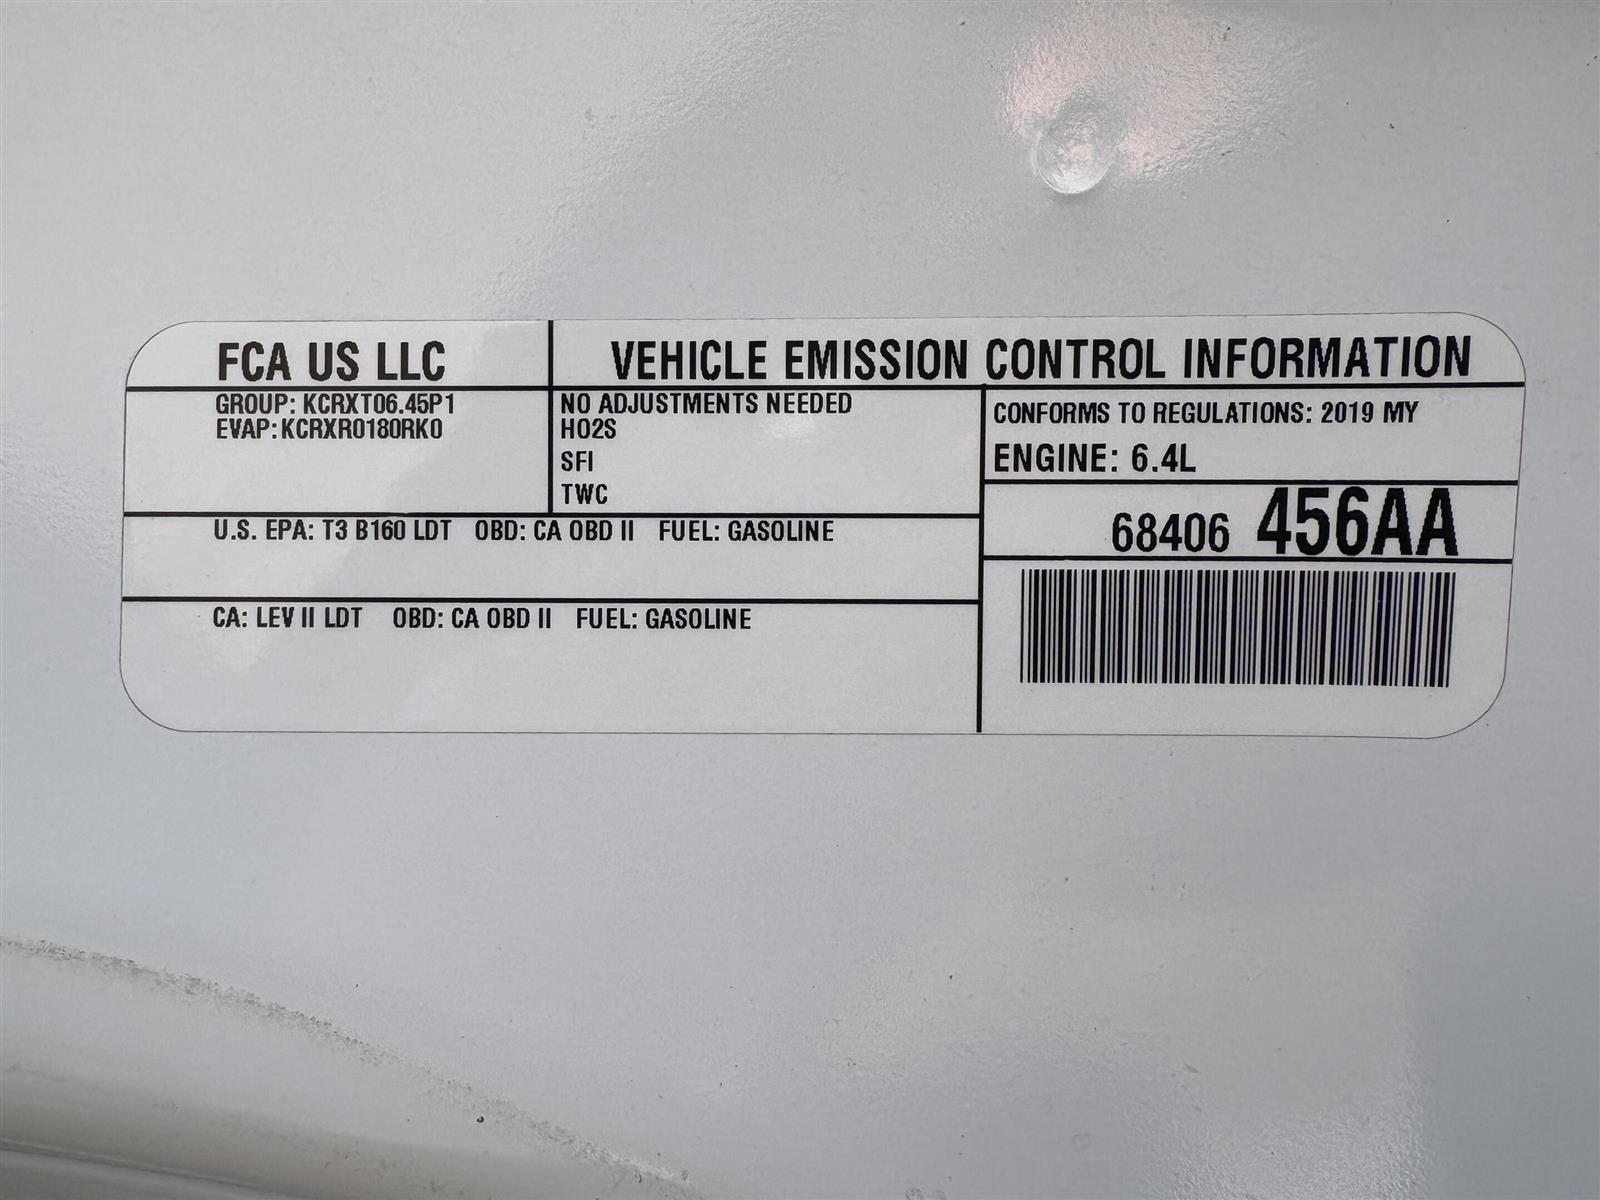 FCA US LLC
VEHICLE EMISSION CONTROL INFORMATION
GROUP: KCRXT06.45P1
EVAP: KCRXR0180RK0
NO ADJUSTMENTS NEEDED
HO2S
SFI
TWC
CONFORMS TO REGULATIONS: 2019 MY
ENGINE: 6.4L
68406 456AA
U.S. EPA: T3 B160 LDT OBD: CA OBD II FUEL: GASOLINE
CA: LEV II LDT OBD: CA OBD II FUEL: GASOLINE